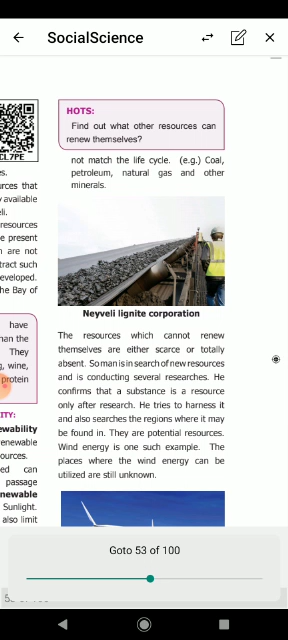 SocialScience
CL7PE
es.
urces that
y available
eli.
resources
e present
n are not
tract such
eveloped.
he Bay of
have
han the
They
g, wine,
protein
ITY:
ewability
enewable
ources.
ed can
passage
newable
Sunlight.
also limit
HOTS:
Find out what other resources can
renew themselves?
not match the life cycle. (e.g.) Coal,
petroleum, natural gas and other
minerals.
Neyveli lignite corporation
The resources which cannot renew
themselves are either scarce or totally
absent. So man is in search of new resources
and is conducting several researches. He
confirms that a substance is a resource
only after research. He tries to harness it
and also searches the regions where it may
be found in. They are potential resources.
Wind energy is one such example. The
places where the wind energy can be
utilized are still unknown.
Goto 53 of 100